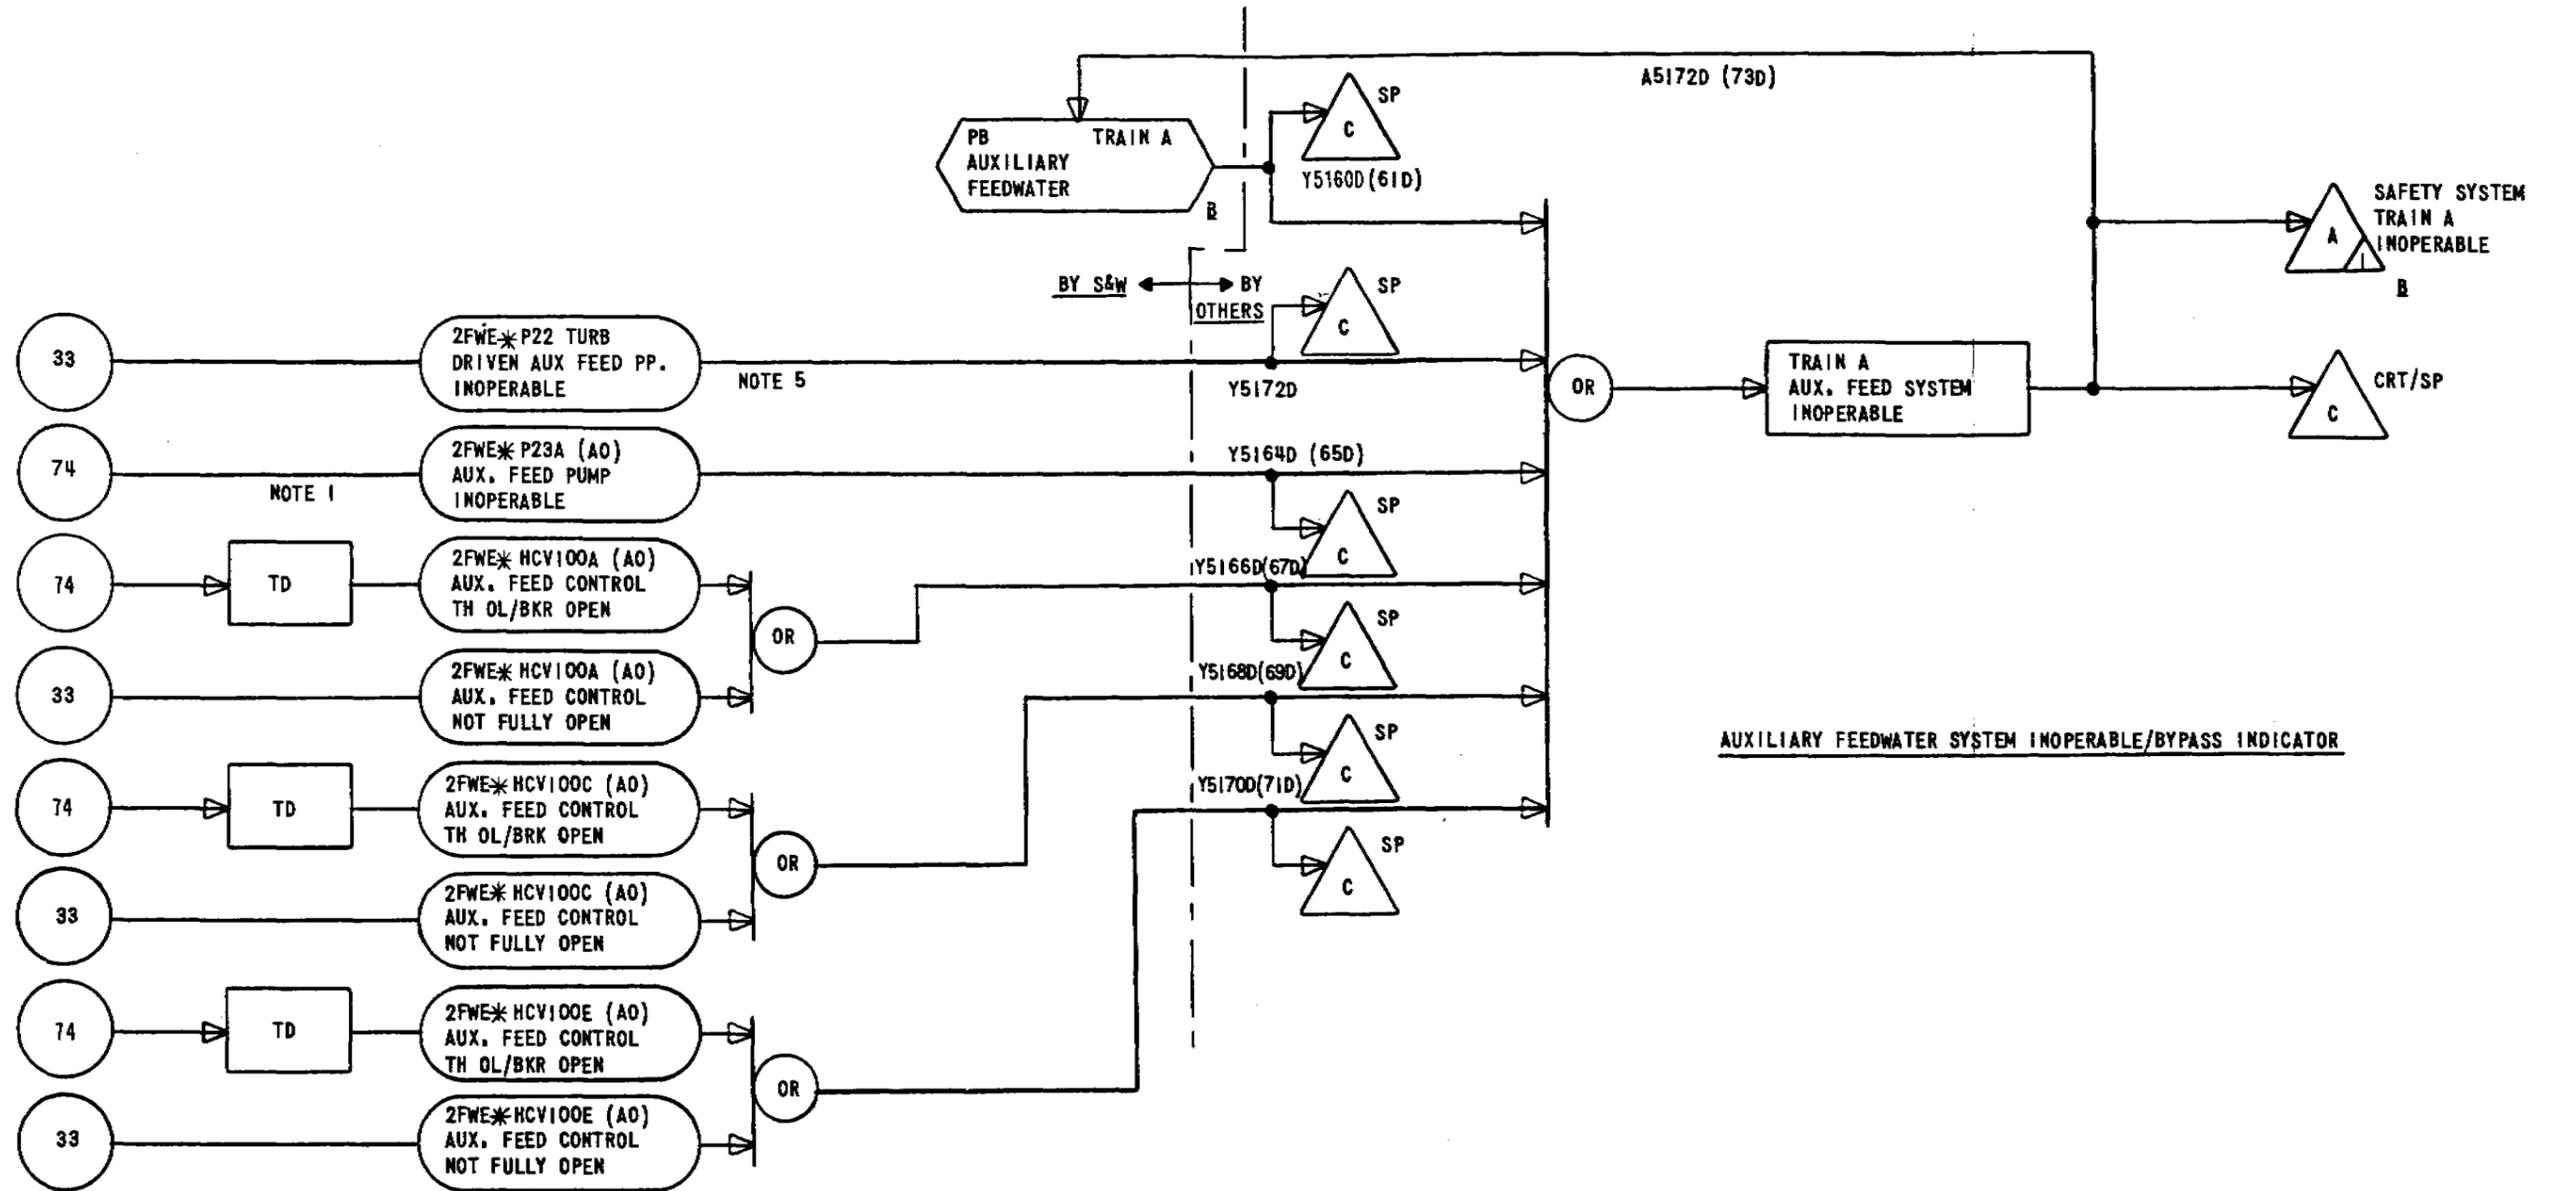 A5172D (73D)
SP
C
PB TRAIN A
AUXILIARY
FEEDWATER
B
Y5160D(61D)
SAFETY SYSTEM
TRAIN A
INOPERABLE
A
1
B
BY S&W
BY
OTHERS
SP
C
33
2FWE* P22 TURB
DRIVEN AUX FEED PP.
INOPERABLE
NOTE 5
Y5172D
OR
TRAIN A
AUX. FEED SYSTEM
INOPERABLE
CRT/SP
C
74
NOTE 1
2FWE* P23A (AO)
AUX. FEED PUMP
INOPERABLE
Y5164D (65D)
SP
C
74
TD
2FWE* HCV100A (AO)
AUX. FEED CONTROL
TH OL/BKR OPEN
OR
Y5166D(67D)
SP
C
33
2FWE* HCV100A (AO)
AUX. FEED CONTROL
NOT FULLY OPEN
Y5168D(69D)
SP
C
AUXILIARY FEEDWATER SYSTEM INOPERABLE/BYPASS INDICATOR
74
TD
2FWE* HCV100C (AO)
AUX. FEED CONTROL
TH OL/BRK OPEN
OR
Y5170D(71D)
SP
C
33
2FWE* HCV100C (AO)
AUX. FEED CONTROL
NOT FULLY OPEN
74
TD
2FWE* HCV100E (AO)
AUX. FEED CONTROL
TH OL/BKR OPEN
OR
33
2FWE* HCV100E (AO)
AUX. FEED CONTROL
NOT FULLY OPEN